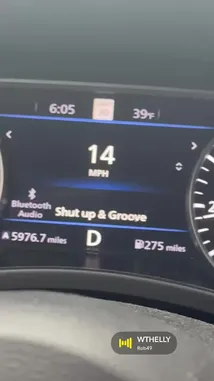 6:05
39°F
14
MPH
Bluetooth
Audio
Shut up & Groove
5976.7 miles
D
275 miles
WTHELLY
Rob49